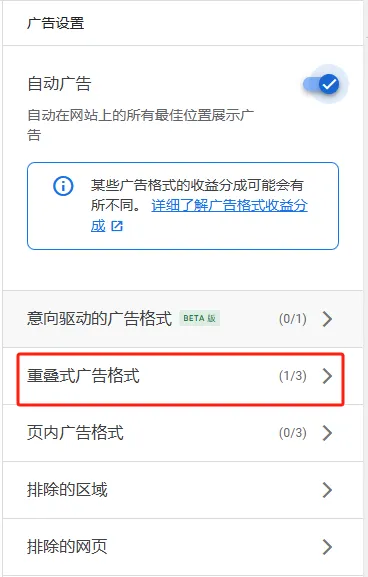 广告设置
自动广告
自动在网站上的所有最佳位置展示广
告
某些广告格式的收益分成可能会有
所不同。 详细了解广告格式收益分
成
意向驱动的广告格式 BETA 版 (0/1)
重叠式广告格式 (1/3)
页内广告格式 (0/3)
排除的区域
排除的网页